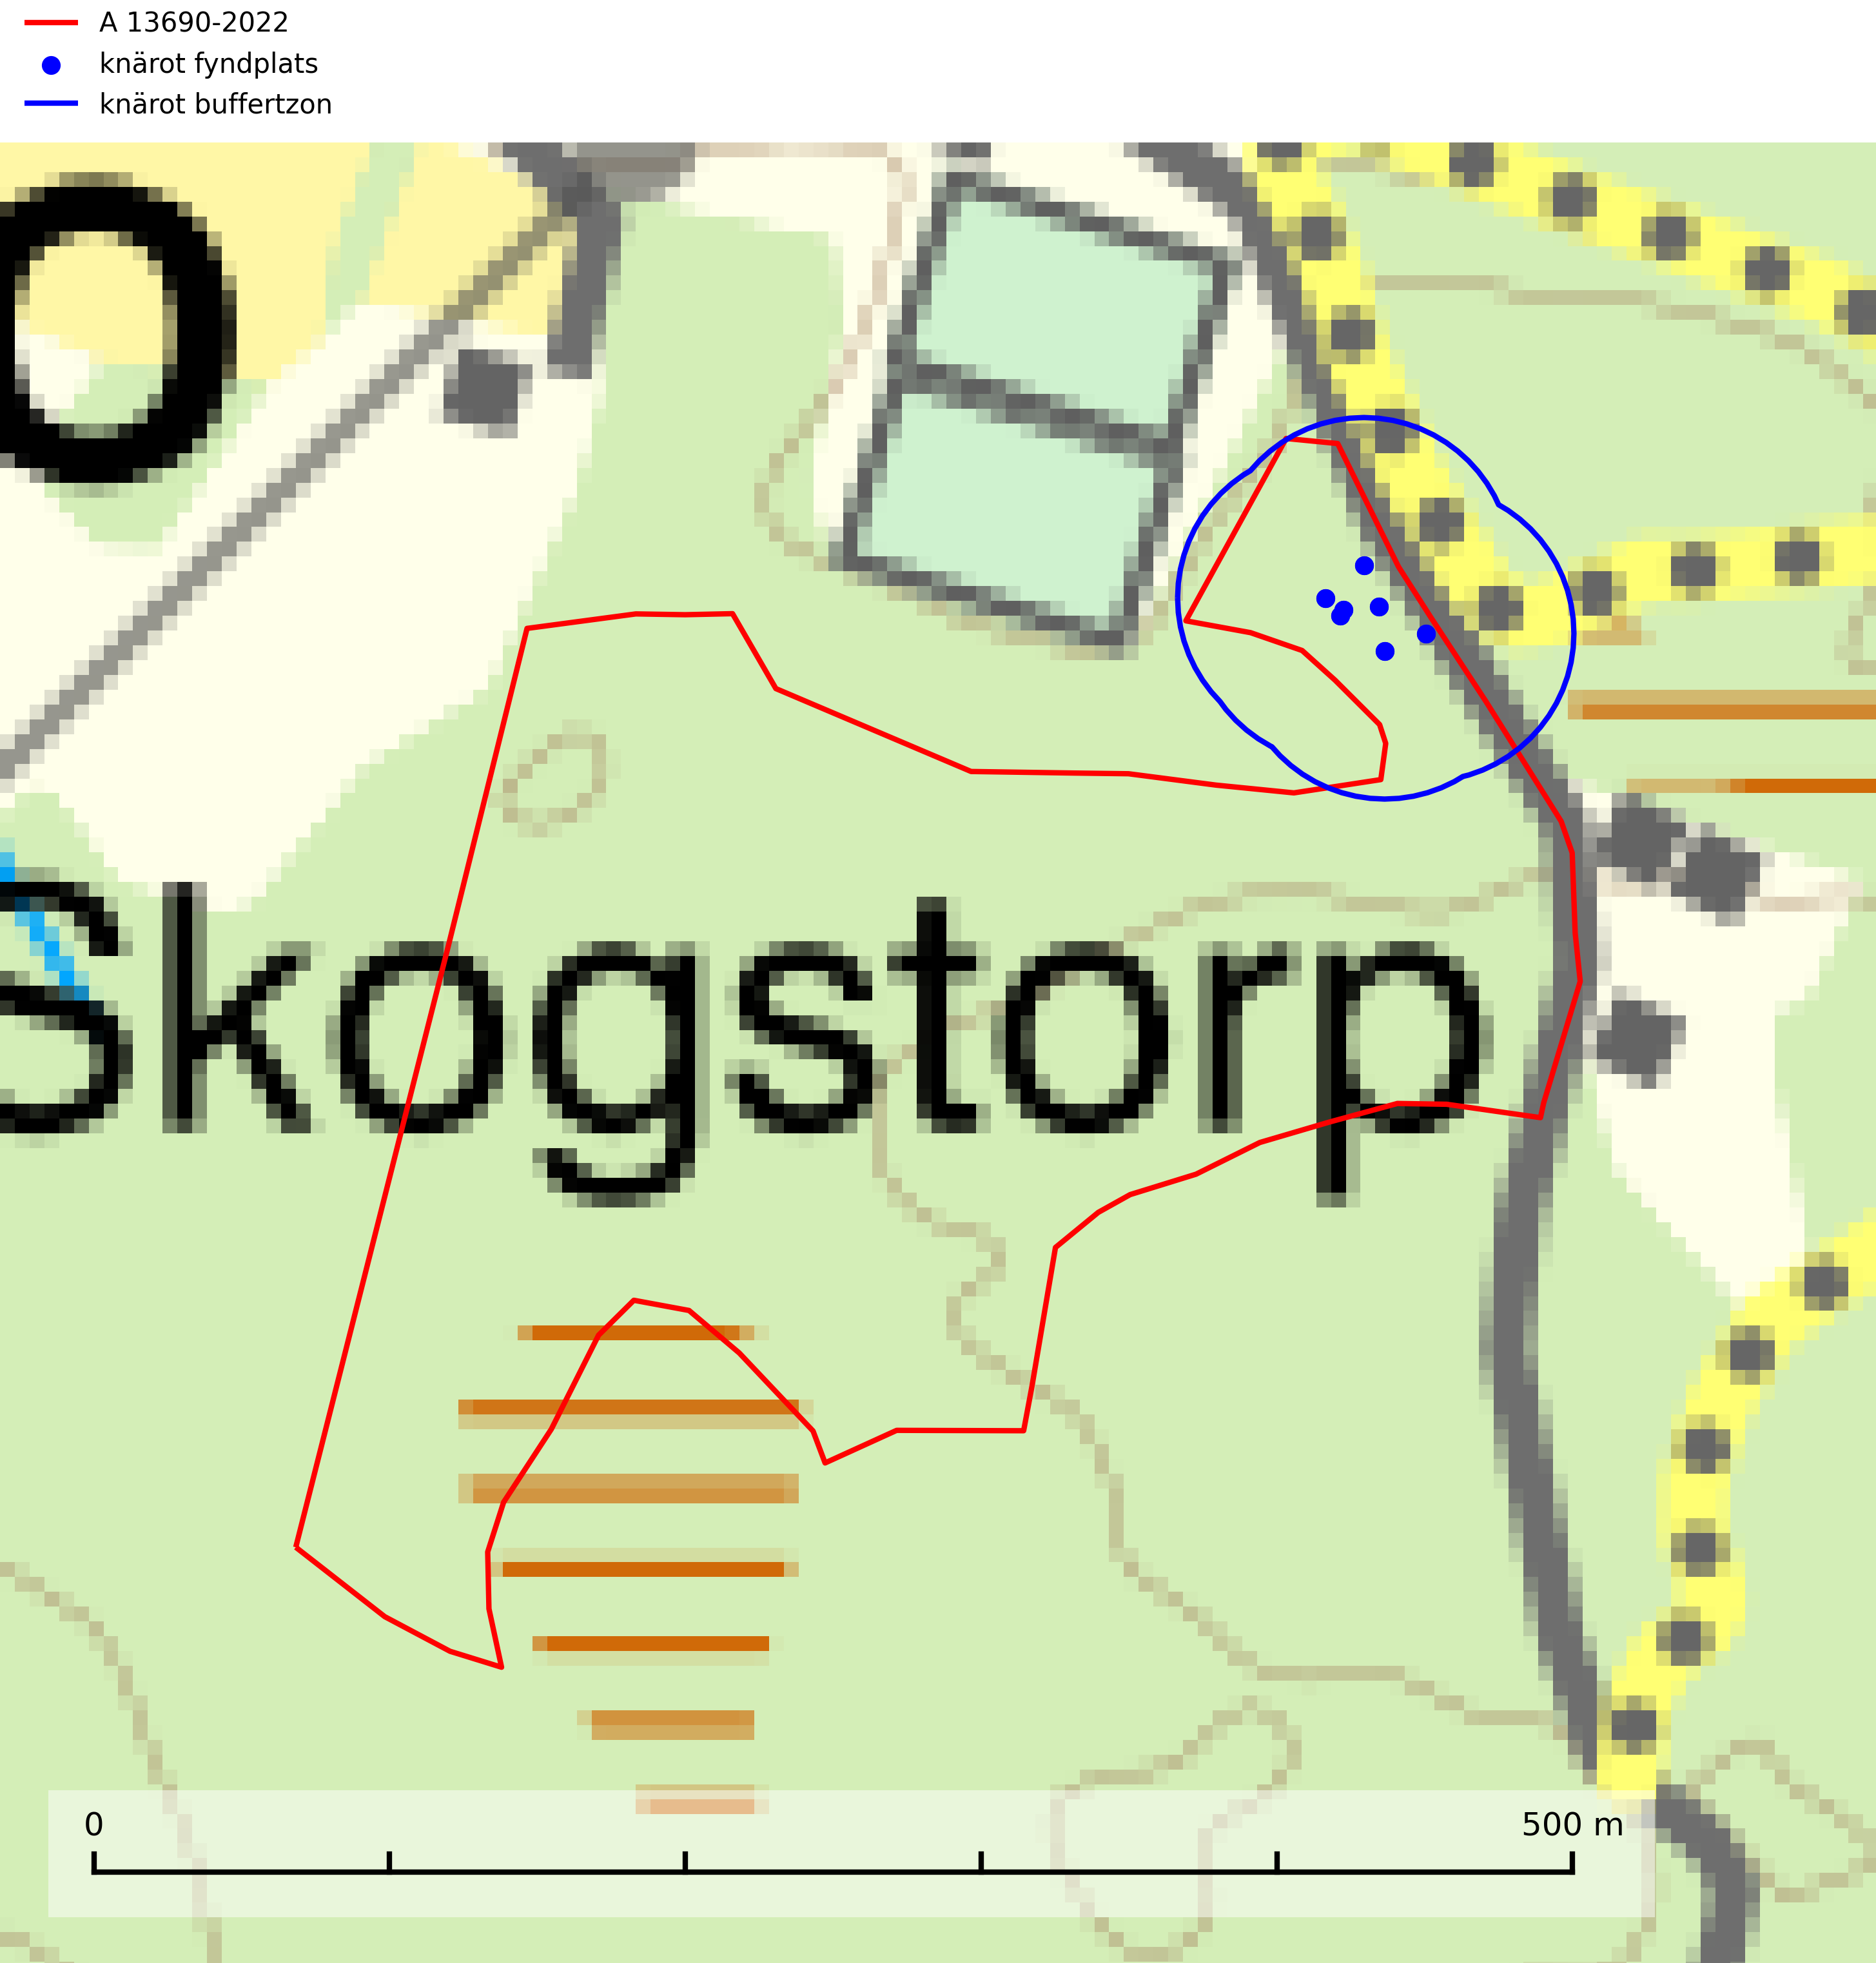 A 13690-2022
knärot fyndplats
knärot buffertzon
Skogstorp
0 500 m